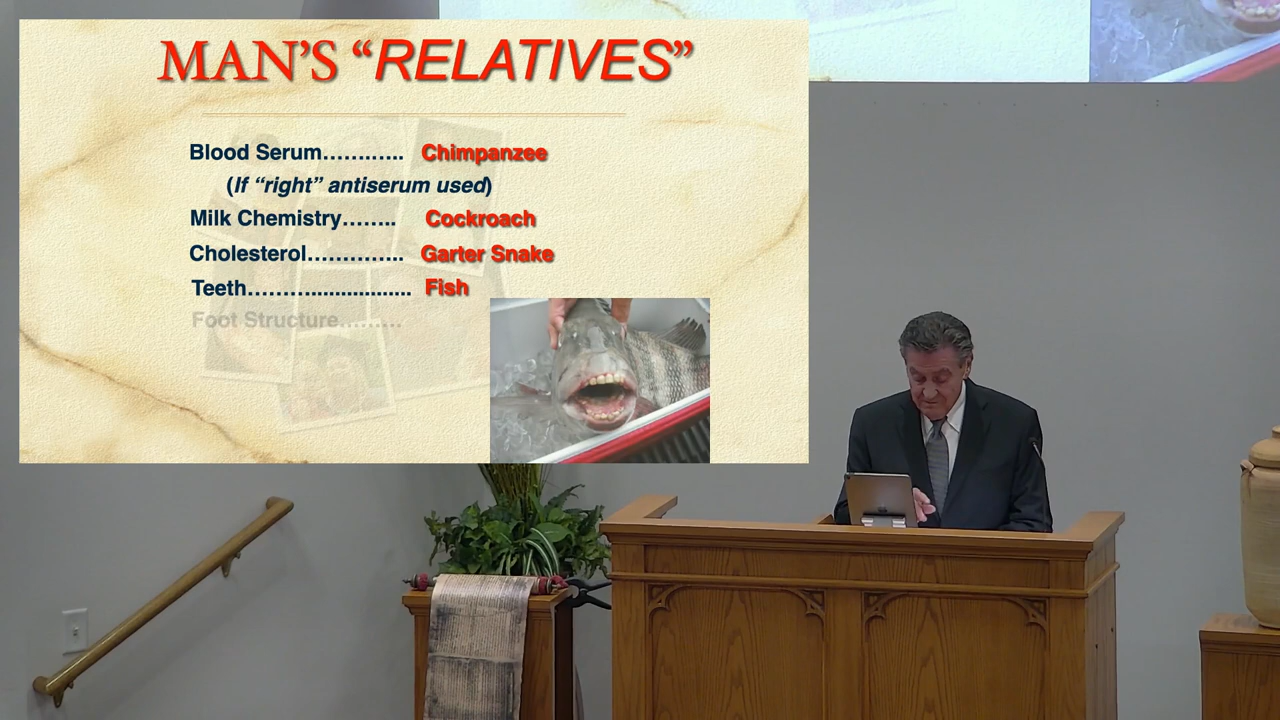 MAN'S “RELATIVES”
Blood Serum............ Chimpanzee
(If “right” antiserum used)
Milk Chemistry........ Cockroach
Cholesterol.............. Garter Snake
Teeth........................... Fish
Foot Structure.........